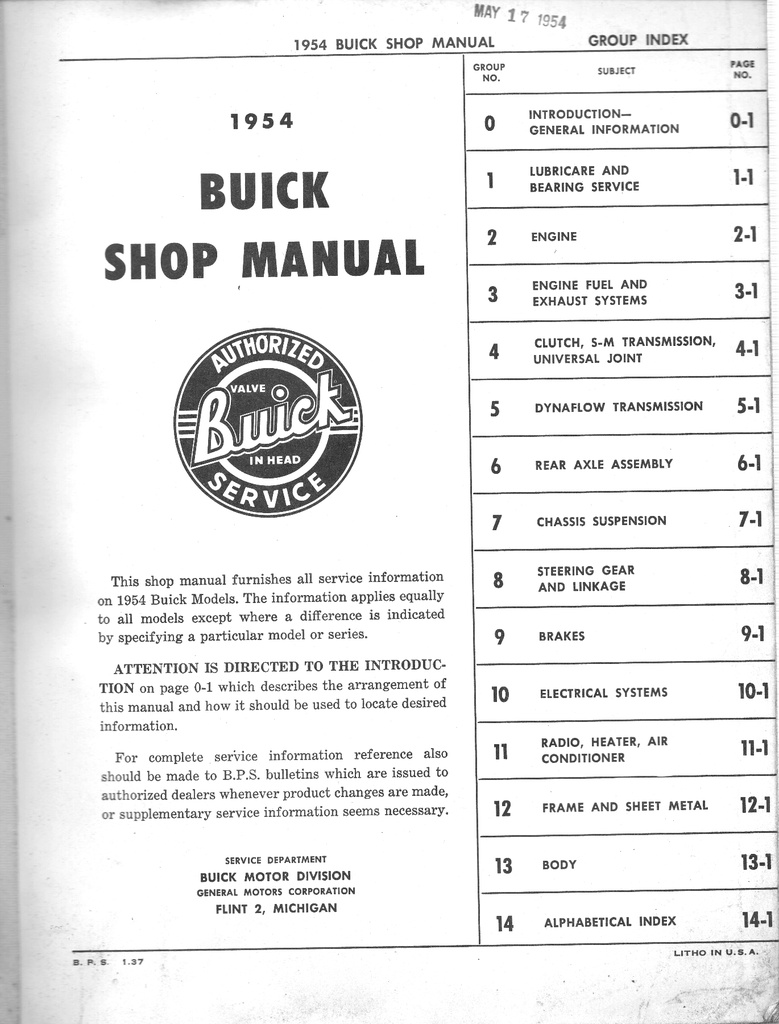 MAY 17 1954
1954 BUICK SHOP MANUAL GROUP INDEX
1954
BUICK
SHOP MANUAL
AUTHORIZED
VALVE
Buick
IN HEAD
SERVICE
This shop manual furnishes all service information
on 1954 Buick Models. The information applies equally
to all models except where a difference is indicated
by specifying a particular model or series.
ATTENTION IS DIRECTED TO THE INTRODUC-
TION on page 0-1 which describes the arrangement of
this manual and how it should be used to locate desired
information.
For complete service information reference also
should be made to B.P.S. bulletins which are issued to
authorized dealers whenever product changes are made,
or supplementary service information seems necessary.
SERVICE DEPARTMENT
BUICK MOTOR DIVISION
GENERAL MOTORS CORPORATION
FLINT 2, MICHIGAN
GROUP NO. SUBJECT PAGE NO.
0 INTRODUCTION—
GENERAL INFORMATION 0-1
1 LUBRICARE AND
BEARING SERVICE 1-1
2 ENGINE 2-1
3 ENGINE FUEL AND
EXHAUST SYSTEMS 3-1
4 CLUTCH, S-M TRANSMISSION,
UNIVERSAL JOINT 4-1
5 DYNAFLOW TRANSMISSION 5-1
6 REAR AXLE ASSEMBLY 6-1
7 CHASSIS SUSPENSION 7-1
8 STEERING GEAR
AND LINKAGE 8-1
9 BRAKES 9-1
10 ELECTRICAL SYSTEMS 10-1
11 RADIO, HEATER, AIR
CONDITIONER 11-1
12 FRAME AND SHEET METAL 12-1
13 BODY 13-1
14 ALPHABETICAL INDEX 14-1
B. P. S. 1.37
LITHO IN U.S.A.